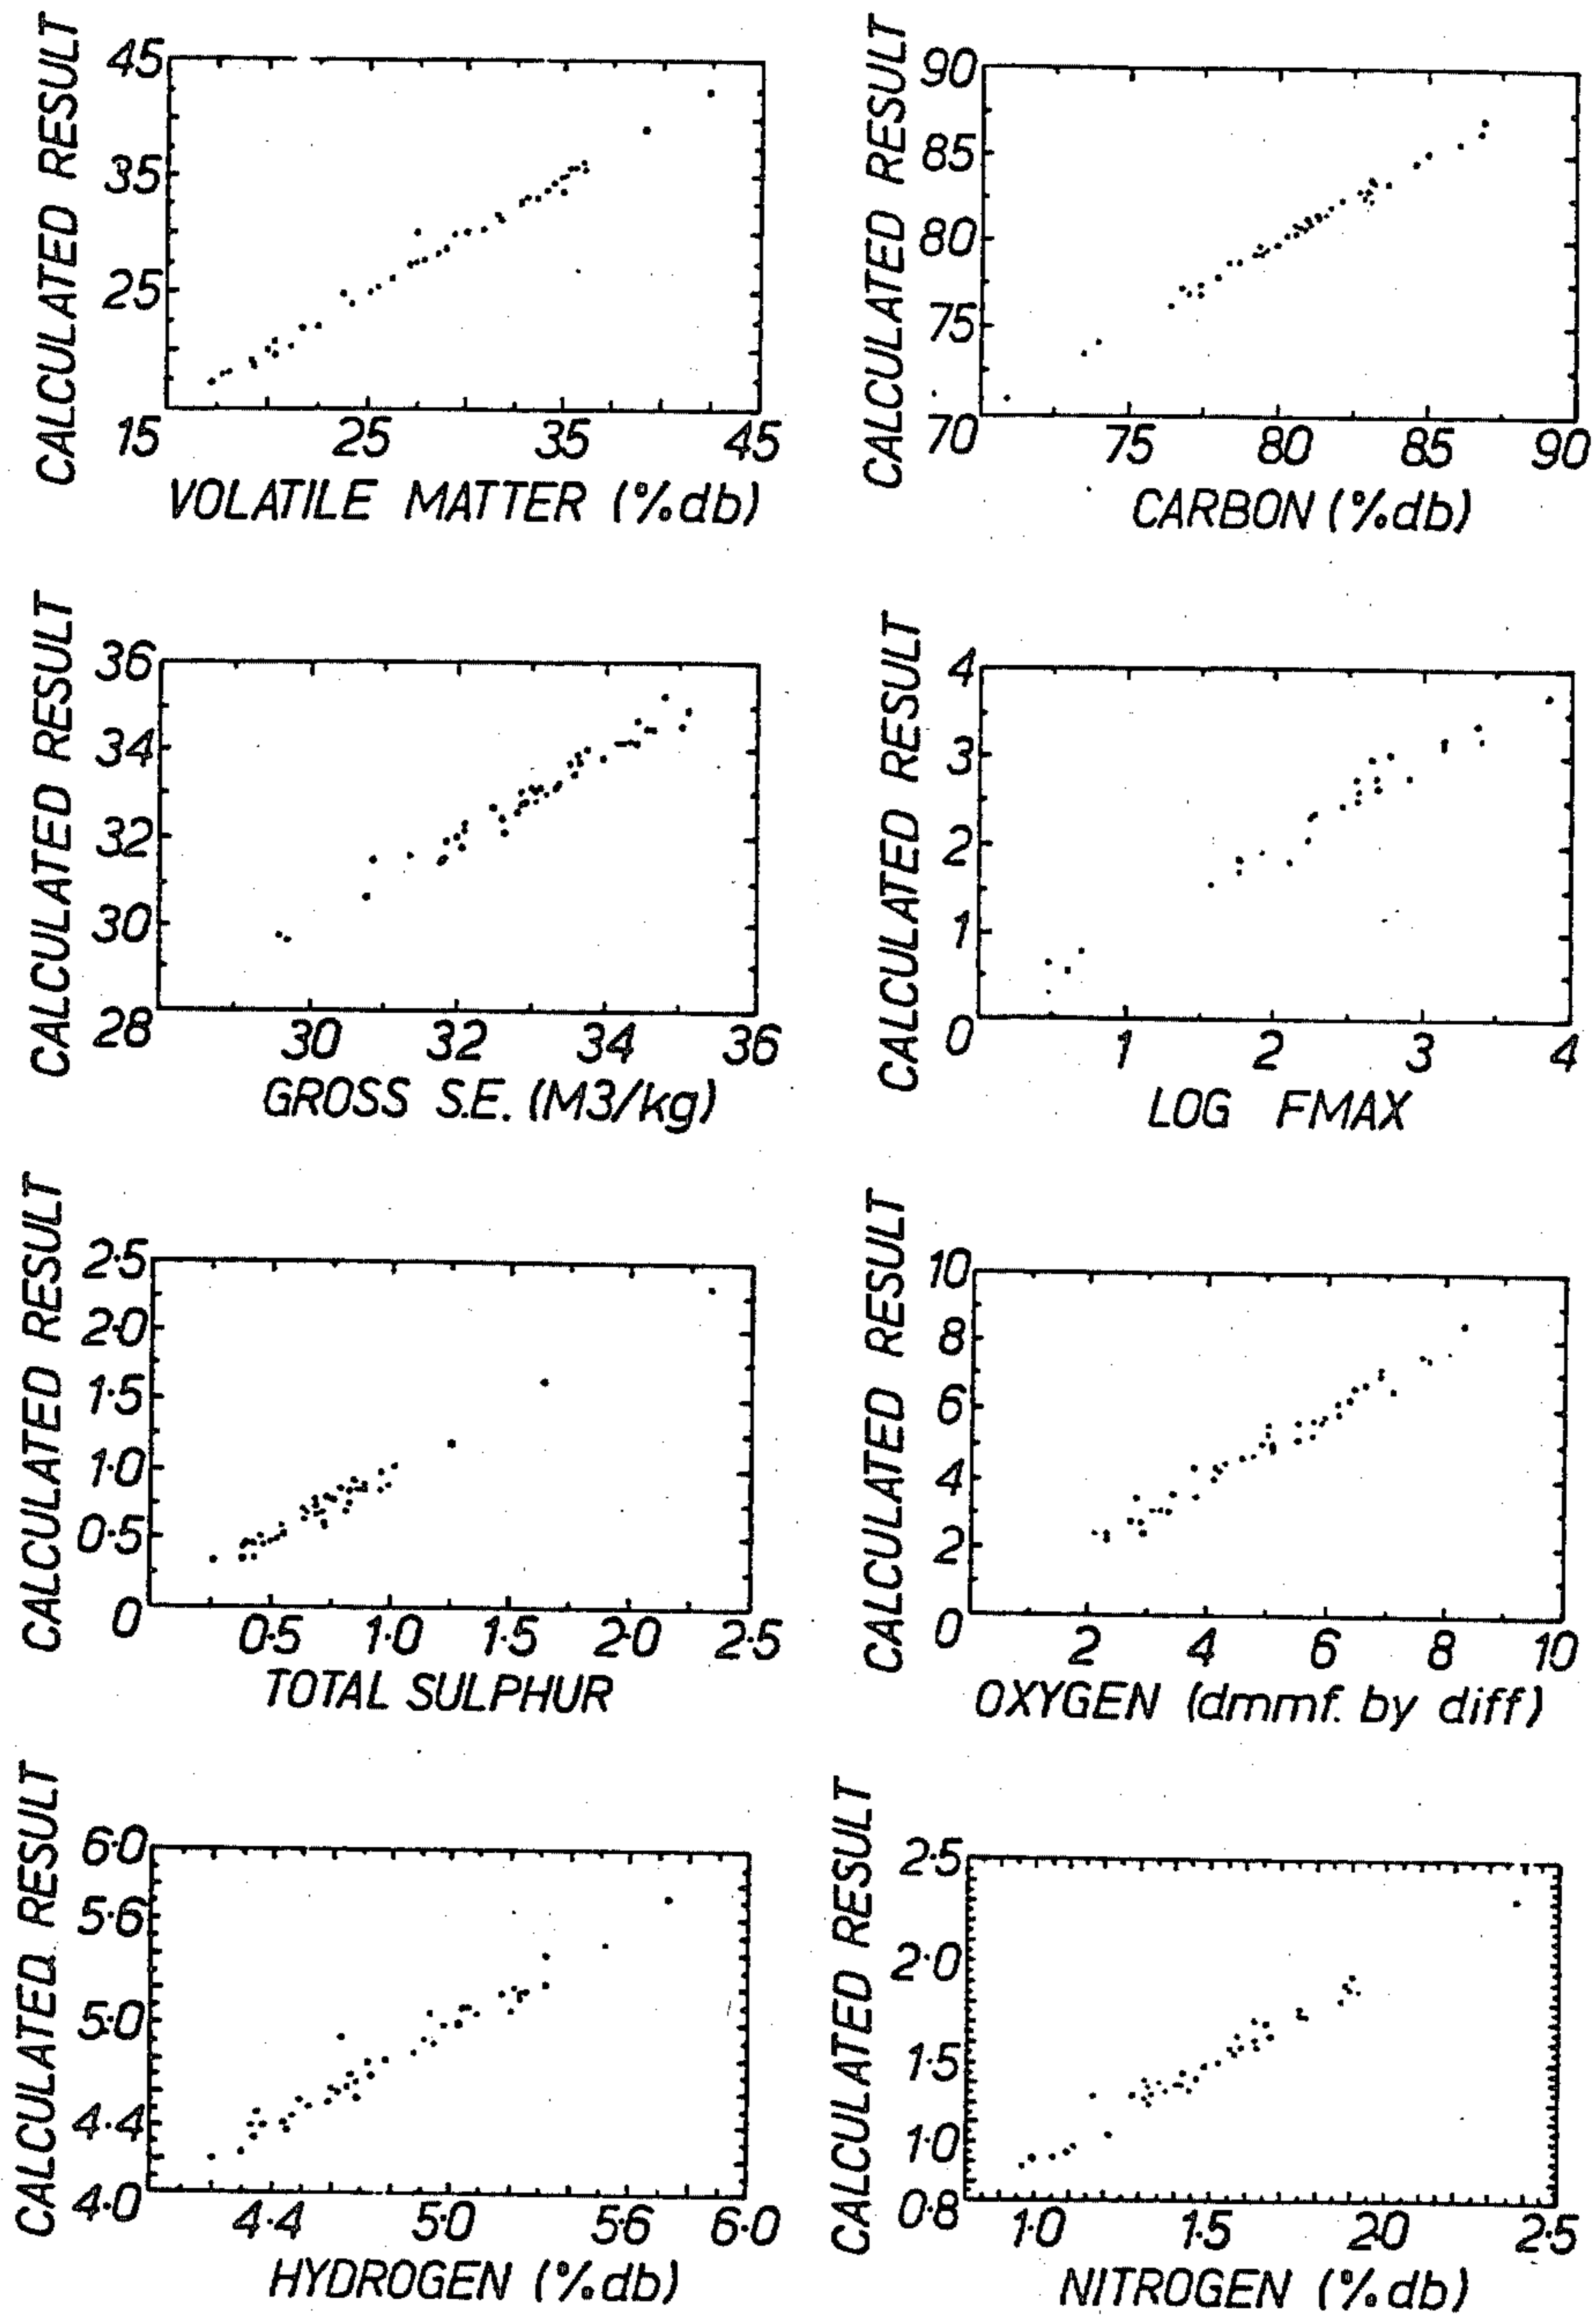 CALCULATED RESULT
45
35
25
15 25 35 45
VOLATILE MATTER (%db)
CALCULATED RESULT
90
85
80
75
70 75 80 85 90
CARBON (%db)
CALCULATED RESULT
36
34
32
30
28 30 32 34 36
GROSS S.E. (M3/kg)
CALCULATED RESULT
4
3
2
1
0 1 2 3 4
LOG FMAX
CALCULATED RESULT
2·5
2·0
1·5
1·0
0·5
0 0·5 1·0 1·5 2·0 2·5
TOTAL SULPHUR
CALCULATED RESULT
10
8
6
4
2
0 2 4 6 8 10
OXYGEN (dmmf. by diff)
CALCULATED RESULT
6·0
5·6
5·0
4·4
4·0 4·4 5·0 5·6 6·0
HYDROGEN (%db)
CALCULATED RESULT
2·5
2·0
1·5
1·0
0·8 1·0 1·5 2·0 2·5
NITROGEN (%db)